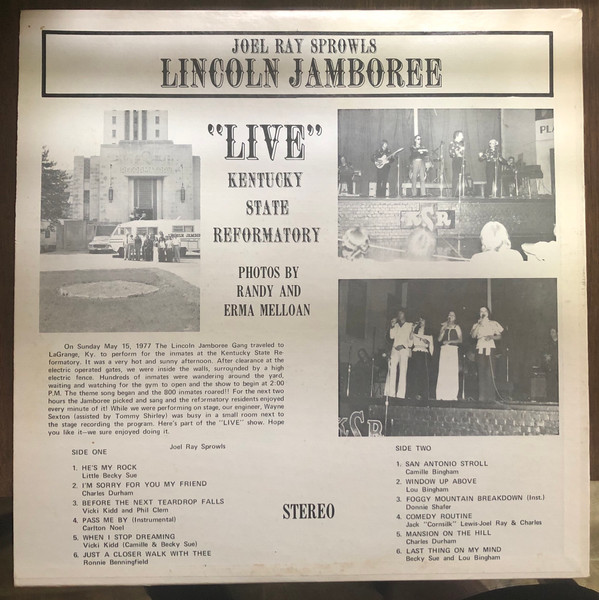 JOEL RAY SPROWLS
LINCOLN JAMBOREE
"LIVE"
KENTUCKY
STATE
REFORMATORY
PHOTOS BY
RANDY AND
ERMA MELLOAN
LINCOLN JAMBOREE
PLA
KSR
KSR
On Sunday May 15, 1977 The Lincoln Jamboree Gang traveled to
LaGrange, Ky. to perform for the inmates at the Kentucky State Re-
formatory. It was a very hot and sunny afternoon. After clearance at the
electric operated gates, we were inside the walls, surrounded by a high
electric fence. Hundreds of inmates were wandering around the yard,
waiting and watching for the gym to open and the show to begin at 2:00
P.M. The theme song began and the 800 inmates roared!! For the next two
hours the Jamboree picked and sang and the reformatory residents enjoyed
every minute of it! While we were performing on stage, our engineer, Wayne
Sexton (assisted by Tommy Shirley) was busy in a small room next to
the stage recording the program. Here's part of the "LIVE" show. Hope
you like it—we sure enjoyed doing it.
Joel Ray Sprowls
SIDE ONE
1. HE'S MY ROCK
Little Becky Sue
2. I'M SORRY FOR YOU MY FRIEND
Charles Durham
3. BEFORE THE NEXT TEARDROP FALLS
Vicki Kidd and Phil Clem
4. PASS ME BY (Instrumental)
Carlton Noel
5. WHEN I STOP DREAMING
Vicki Kidd (Camille & Becky Sue)
6. JUST A CLOSER WALK WITH THEE
Ronnie Benningfield
STEREO
SIDE TWO
1. SAN ANTONIO STROLL
Camille Bingham
2. WINDOW UP ABOVE
Lou Bingham
3. FOGGY MOUNTAIN BREAKDOWN (Inst.)
Donnie Shafer
4. COMEDY ROUTINE
Jack "Cornsilk" Lewis-Joel Ray & Charles
5. MANSION ON THE HILL
Charles Durham
6. LAST THING ON MY MIND
Becky Sue and Lou Bingham